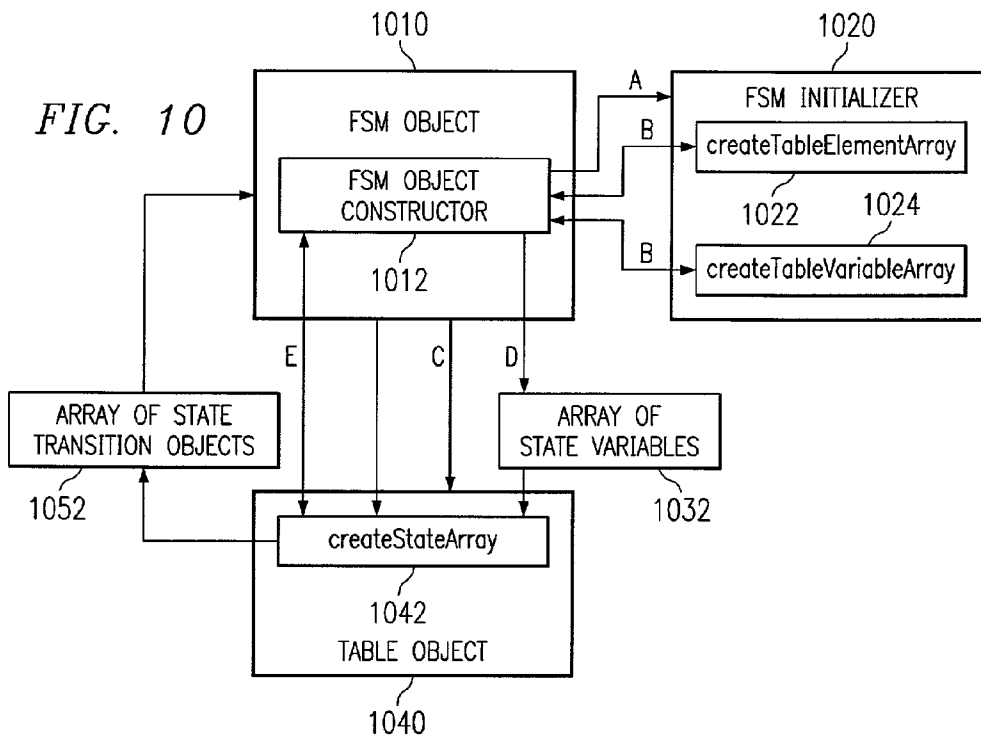 FIG. 10
1010
FSM OBJECT
FSM OBJECT
CONSTRUCTOR
1012
A
B
B
1020
FSM INITIALIZER
createTableElementArray
1022
1024
createTableVariableArray
E
C
D
ARRAY OF STATE
TRANSITION OBJECTS
1052
ARRAY OF
STATE VARIABLES
1032
createStateArray
1042
TABLE OBJECT
1040